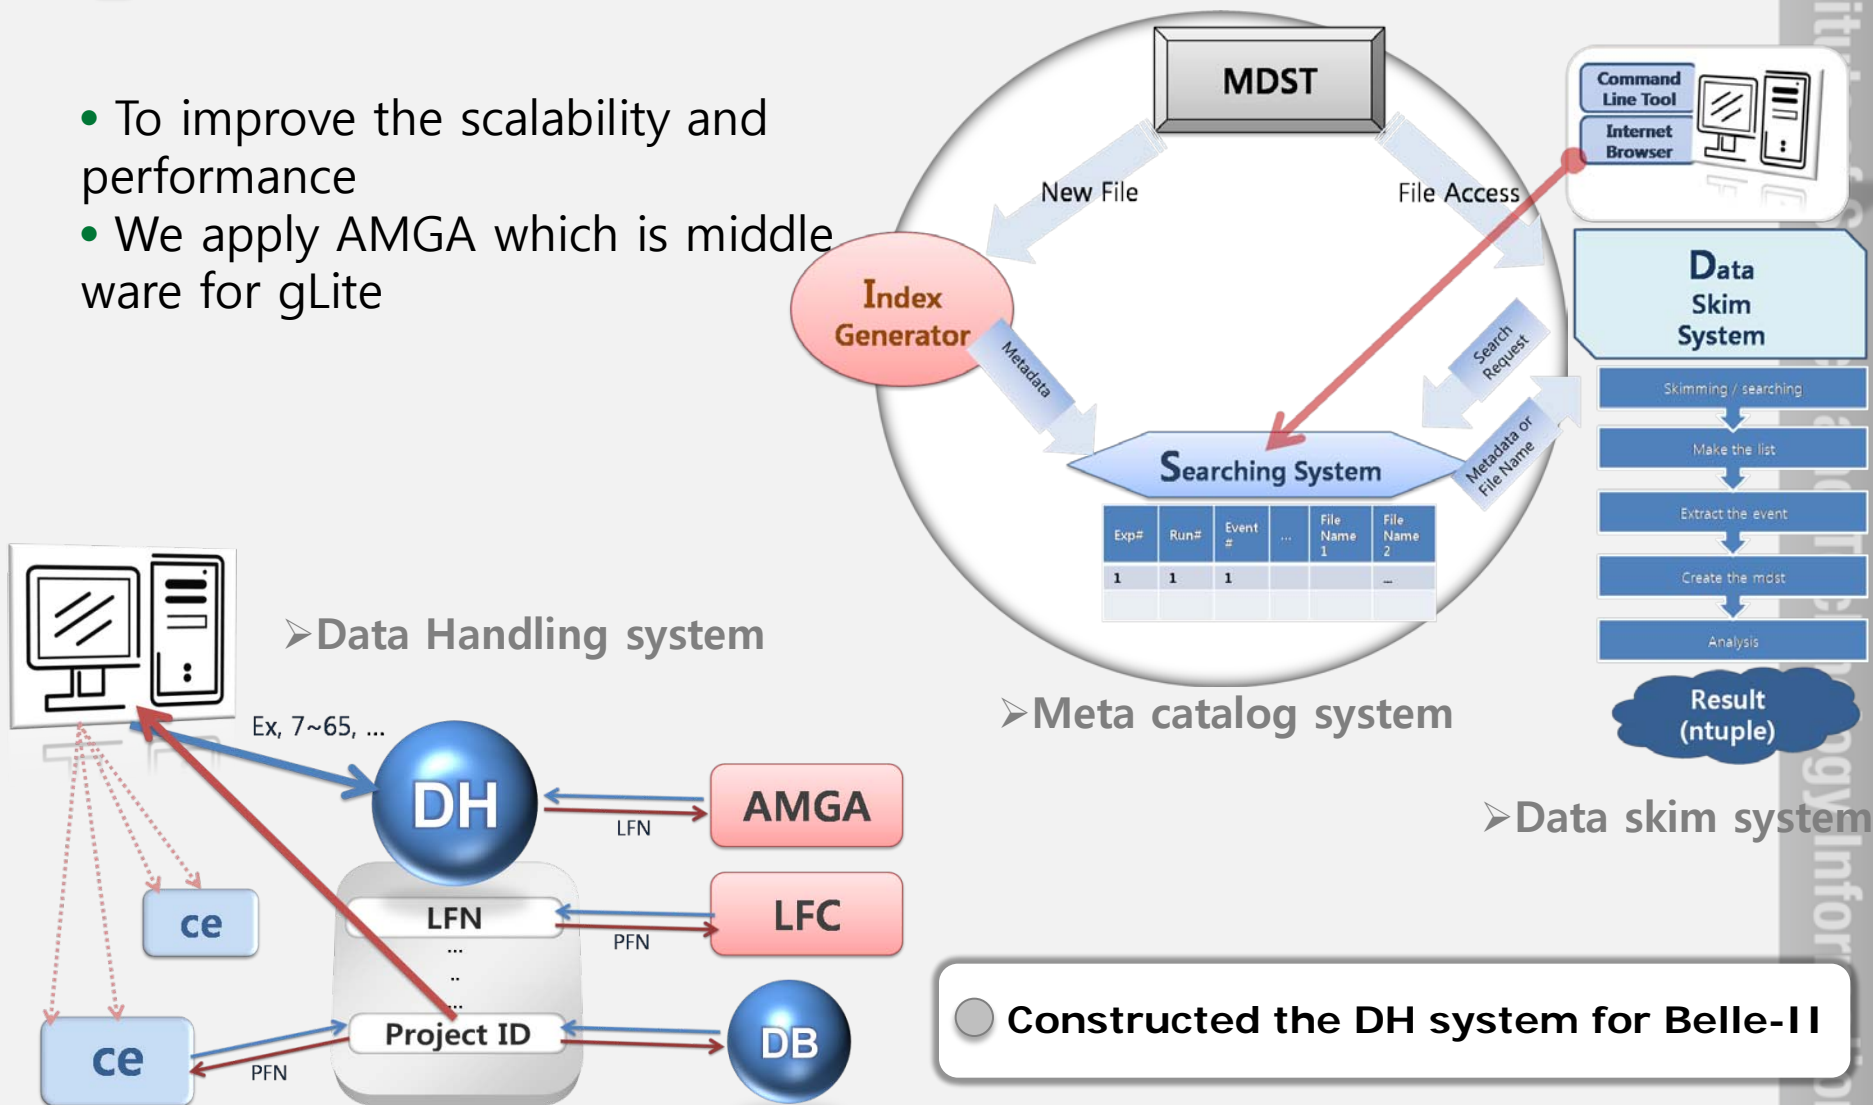 • To improve the scalability and
performance
• We apply AMGA which is middle
ware for gLite
MDST
New File
File Access
Index
Generator
Metadata
Search
Request
Metadata or
File Name
Searching System
Exp# Run# Event # ... File Name 1 File Name 2
1 1 1 ...
Command
Line Tool
Internet
Browser
Data
Skim
System
Skimming / searching
Make the list
Extract the event
Create the mdst
Analysis
Result
(ntuple)
➢Data Handling system
➢Meta catalog system
➢Data skim system
Ex, 7~65, ...
DH
LFN
AMGA
LFN
...
..
...
PFN
LFC
Project ID
DB
ce
ce
PFN
Constructed the DH system for Belle-II